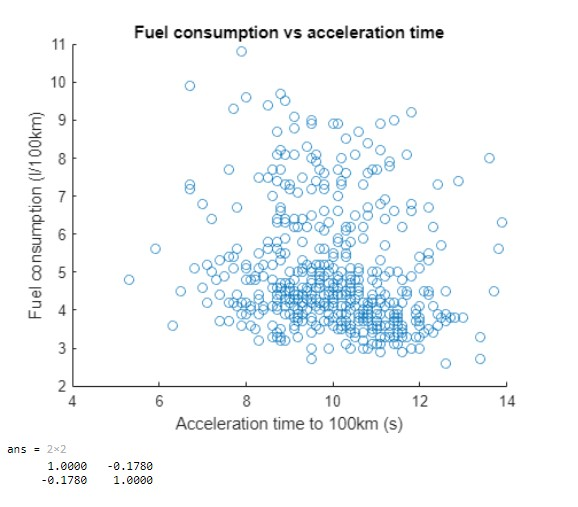 Fuel consumption vs acceleration time
11
10
9
8
7
6
5
4
3
2
Fuel consumption (l/100km)
4 6 8 10 12 14
Acceleration time to 100km (s)
ans = 2×2
1.0000 -0.1780
-0.1780 1.0000